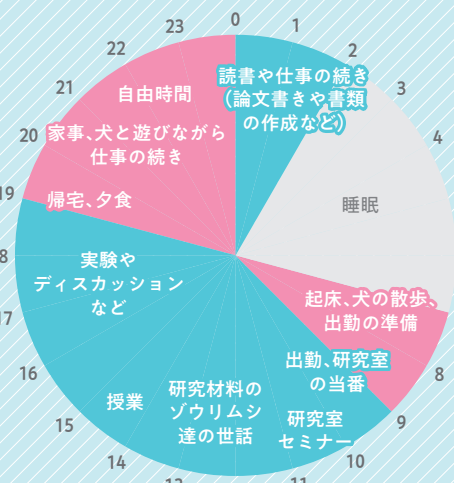 0
1
2
3
4
読書や仕事の続き
(論文書きや書類
の作成など)
睡眠
起床、犬の散歩、
出勤の準備
8
出勤、研究室
の当番
9
研究室
セミナー
10
11
研究材料の
ゾウリムシ
達の世話
12
授業
14
15
16
17
実験や
ディスカッション
など
8
19
帰宅、夕食
20
家事、犬と遊びながら
仕事の続き
21
自由時間
22
23